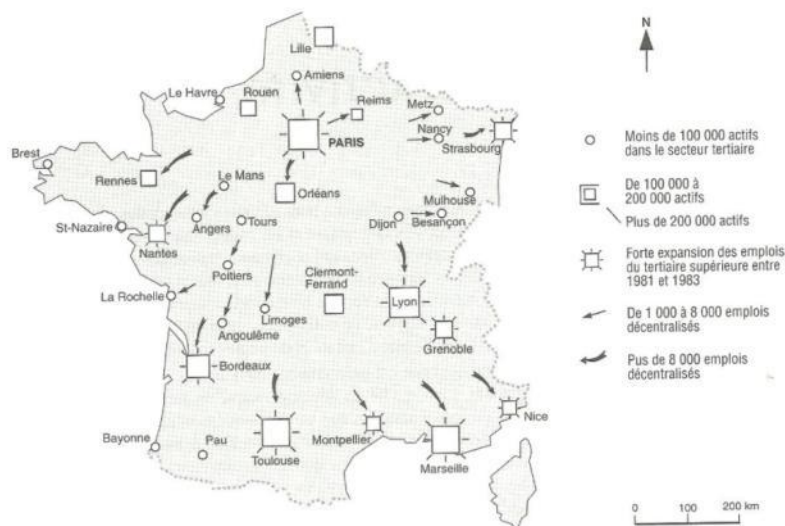 N
Lille
Amiens
Le Havre
Rouen
Reims
Metz
PARIS
Nancy
Strasbourg
Brest
Rennes
Le Mans
Orléans
Mulhouse
St-Nazaire
Angers
Tours
Dijon
Besançon
Nantes
Poitiers
Clermont-
Ferrand
La Rochelle
Lyon
Limoges
Angoulême
Grenoble
Bordeaux
Nice
Bayonne
Pau
Montpellier
Toulouse
Marseille
Moins de 100 000 actifs
dans le secteur tertiaire
De 100 000 à
200 000 actifs
Plus de 200 000 actifs
Forte expansion des emplois
du tertiaire supérieure entre
1981 et 1983
De 1 000 à 8 000 emplois
décentralisés
Pus de 8 000 emplois
décentralisés
0 100 200 km